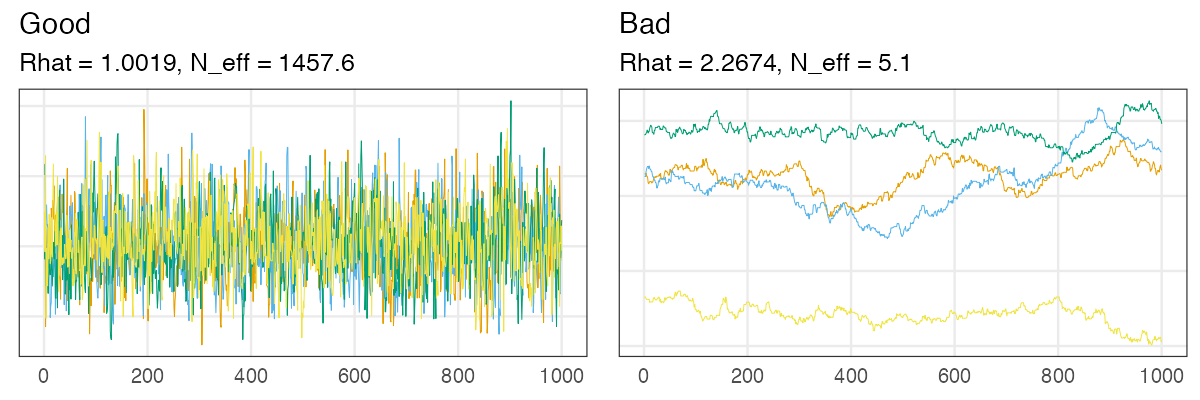 Good
Rhat = 1.0019, N_eff = 1457.6
0 200 400 600 800 1000
Bad
Rhat = 2.2674, N_eff = 5.1
0 200 400 600 800 1000